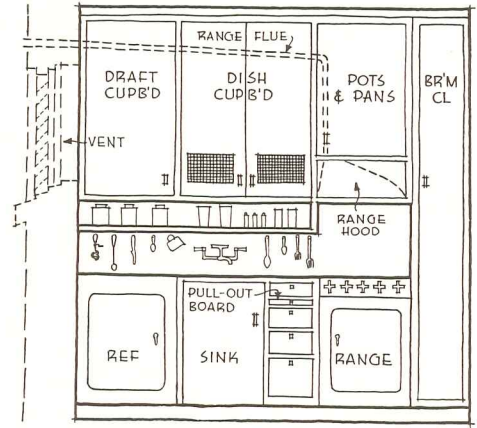 RANGE FLUE
DRAFT
CUPB'D
DISH
CUPB'D
POTS
& PANS
BR'M
CL
VENT
RANGE
HOOD
PULL-OUT
BOARD
REF
SINK
RANGE